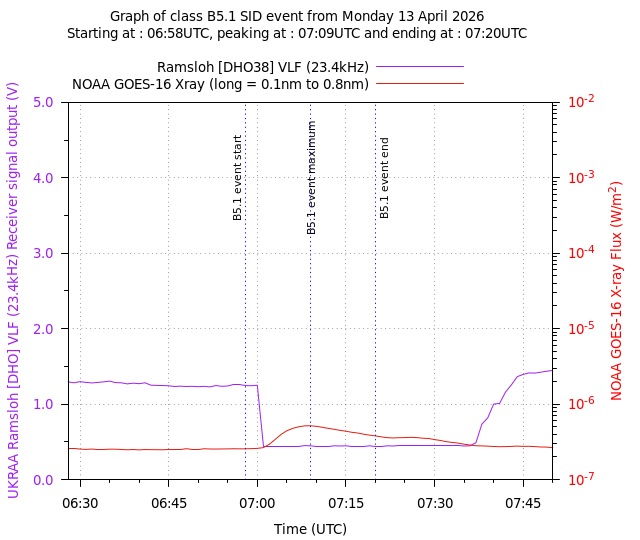 Graph of class B5.1 SID event from Monday 13 April 2026
Starting at : 06:58UTC, peaking at : 07:09UTC and ending at : 07:20UTC
Ramsloh [DHO38] VLF (23.4kHz)
NOAA GOES-16 Xray (long = 0.1nm to 0.8nm)
UKRAA Ramsloh [DHO] VLF (23.4kHz) Receiver signal output (V)
5.0
4.0
3.0
2.0
1.0
0.0
B5.1 event start
B5.1 event maximum
B5.1 event end
10-2
10-3
10-4
10-5
10-6
10-7
NOAA GOES-16 X-ray Flux (W/m2)
06:30 06:45 07:00 07:15 07:30 07:45
Time (UTC)